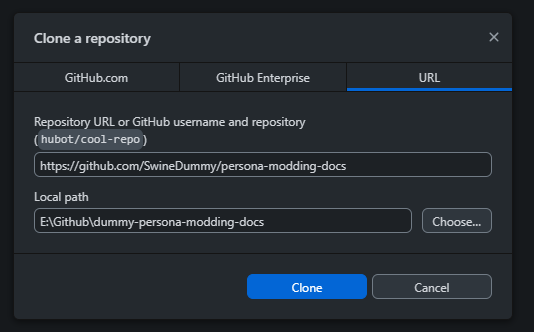 Clone a repository
GitHub.com
GitHub Enterprise
URL
Repository URL or GitHub username and repository
(hubot/cool-repo)
https://github.com/SwineDummy/persona-modding-docs
Local path
E:\Github\dummy-persona-modding-docs
Choose...
Clone
Cancel